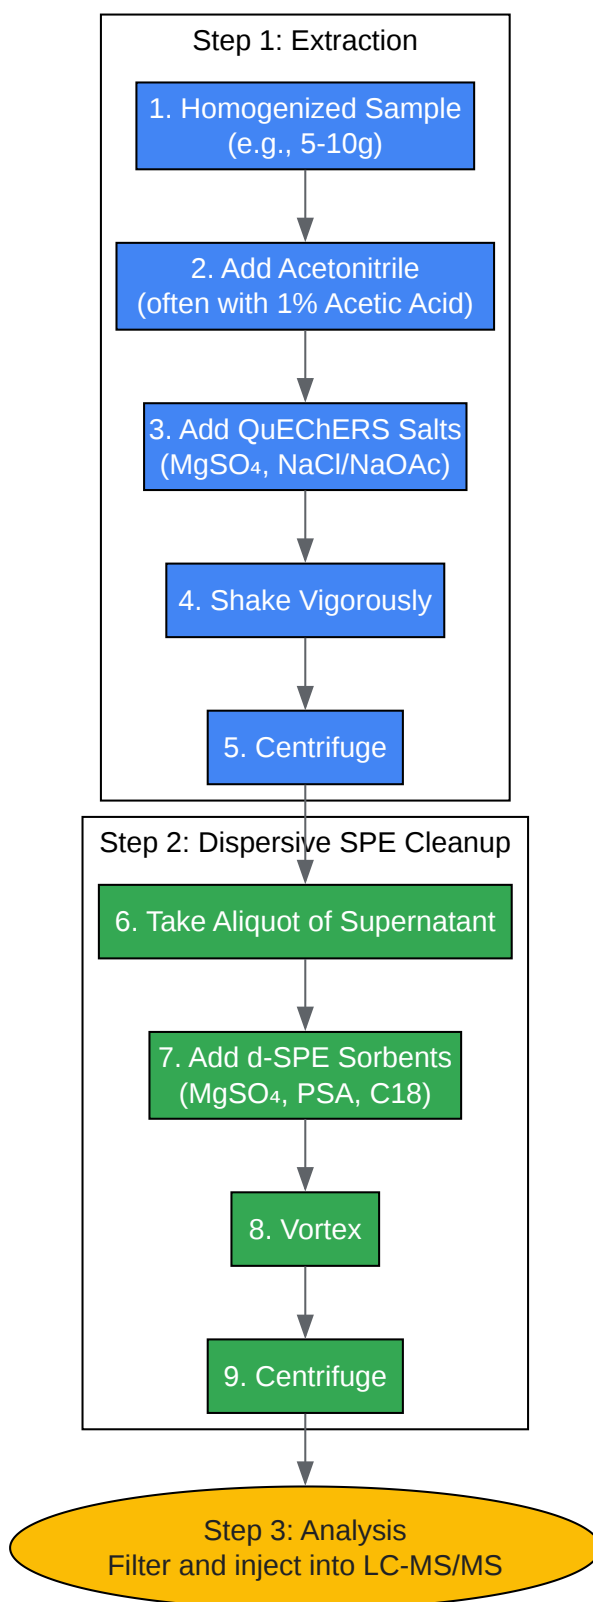 Step 1: Extraction
1. Homogenized Sample
(e.g., 5-10g)
2. Add Acetonitrile
(often with 1% Acetic Acid)
3. Add QuEChERS Salts
(MgSO₄, NaCl/NaOAc)
4. Shake Vigorously
5. Centrifuge
Step 2: Dispersive SPE Cleanup
6. Take Aliquot of Supernatant
7. Add d-SPE Sorbents
(MgSO₄, PSA, C18)
8. Vortex
9. Centrifuge
Step 3: Analysis
Filter and inject into LC-MS/MS